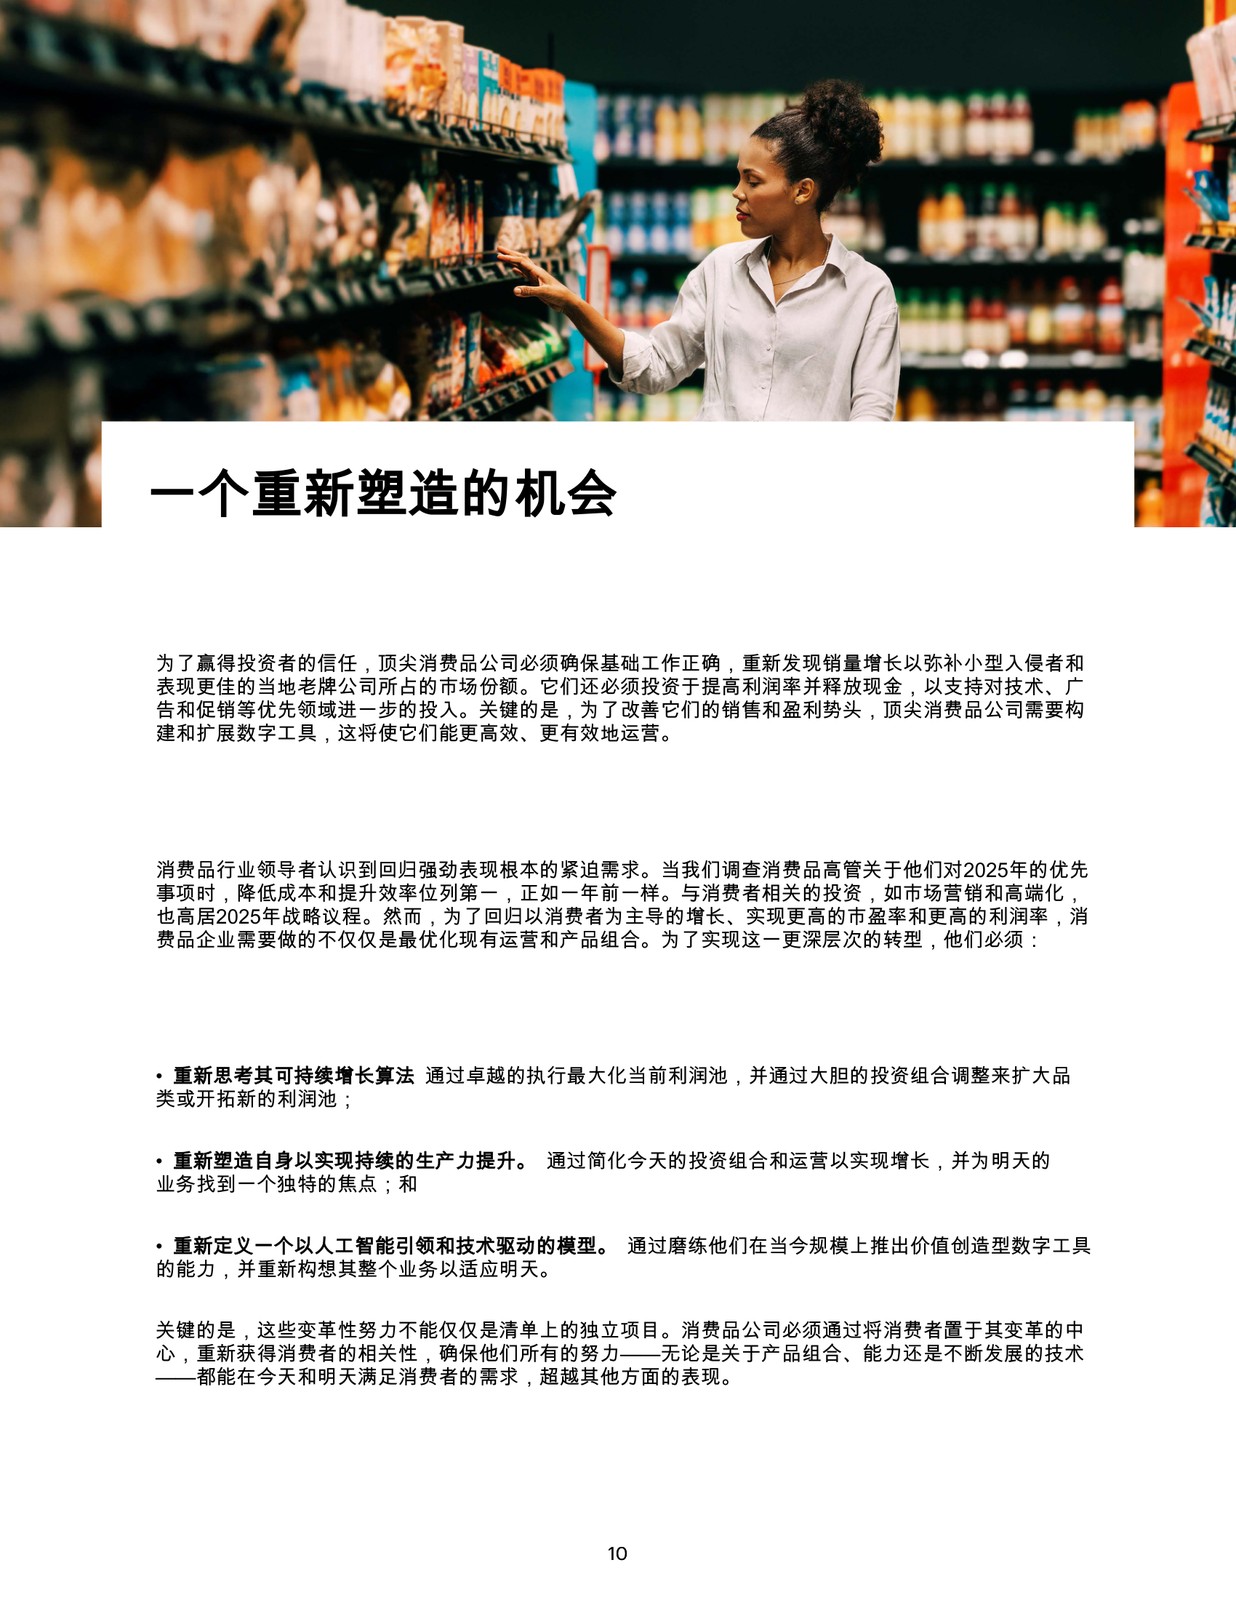 一个重新塑造的机会
为了赢得投资者的信任，顶尖消费品公司必须确保基础工作正确，重新发现销量增长以弥补小型入侵者和
表现更佳的当地老牌公司所占的市场份额。它们还必须投资于提高利润率并释放现金，以支持对技术、广
告和促销等优先领域进一步的投入。关键的是，为了改善它们的销售和盈利势头，顶尖消费品公司需要构
建和扩展数字工具，这将使它们能更高效、更有效地运营。
消费品行业领导者认识到回归强劲表现根本的紧迫需求。当我们调查消费品高管关于他们对2025年的优先
事项时，降低成本和提升效率位列第一，正如一年前一样。与消费者相关的投资，如市场营销和高端化，
也高居2025年战略议程。然而，为了回归以消费者为主导的增长、实现更高的市盈率和更高的利润率，消
费品企业需要做的不仅仅是最优化现有运营和产品组合。为了实现这一更深层次的转型，他们必须：
• 重新思考其可持续增长算法 通过卓越的执行最大化当前利润池，并通过大胆的投资组合调整来扩大品
类或开拓新的利润池；
• 重新塑造自身以实现持续的生产力提升。 通过简化今天的投资组合和运营以实现增长，并为明天的
业务找到一个独特的焦点；和
• 重新定义一个以人工智能引领和技术驱动的模型。 通过磨练他们在当今规模上推出价值创造型数字工具
的能力，并重新构想其整个业务以适应明天。
关键的是，这些变革性努力不能仅仅是清单上的独立项目。消费品公司必须通过将消费者置于其变革的中
心，重新获得消费者的相关性，确保他们所有的努力——无论是关于产品组合、能力还是不断发展的技术
——都能在今天和明天满足消费者的需求，超越其他方面的表现。
10